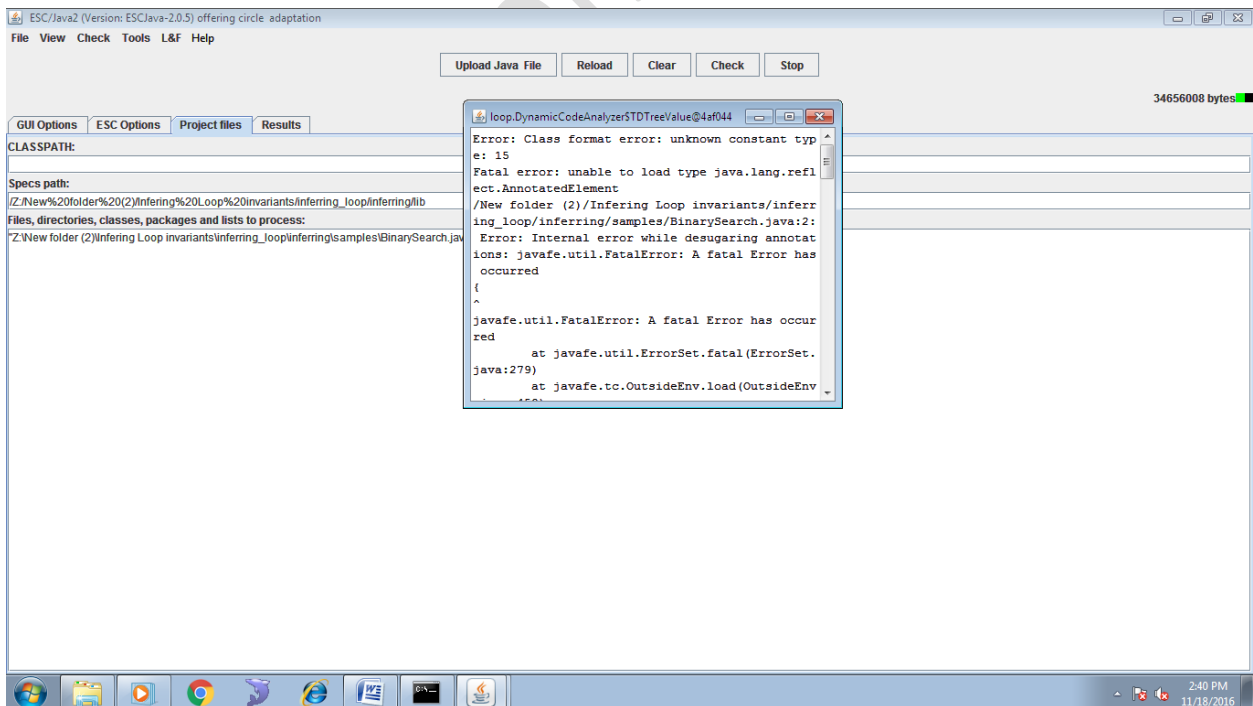 ESC/Java2 (Version: ESCJava-2.0.5) offering circle adaptation
File View Check Tools L&F Help
Upload Java File Reload Clear Check Stop
34656008 bytes
GUI Options ESC Options Project files Results
CLASSPATH:
Specs path:
/Z:/New%20folder%20(2)/Infering%20Loop%20invariants/inferring_loop/inferring/lib
Files, directories, classes, packages and lists to process:
"Z:\New folder (2)\Infering Loop invariants\inferring_loop\inferring\samples\BinarySearch.jav
loop.DynamicCodeAnalyzer$TDTreeValue@4af044
Error: Class format error: unknown constant typ
e: 15
Fatal error: unable to load type java.lang.refl
ect.AnnotatedElement
/New folder (2)/Infering Loop invariants/inferr
ing_loop/inferring/samples/BinarySearch.java:2:
Error: Internal error while desugaring annotat
ions: javafe.util.FatalError: A fatal Error has
occurred
{
^
javafe.util.FatalError: A fatal Error has occur
red
at javafe.util.ErrorSet.fatal(ErrorSet.
java:279)
at javafe.tc.OutsideEnv.load(OutsideEnv
2:40 PM
11/18/2016